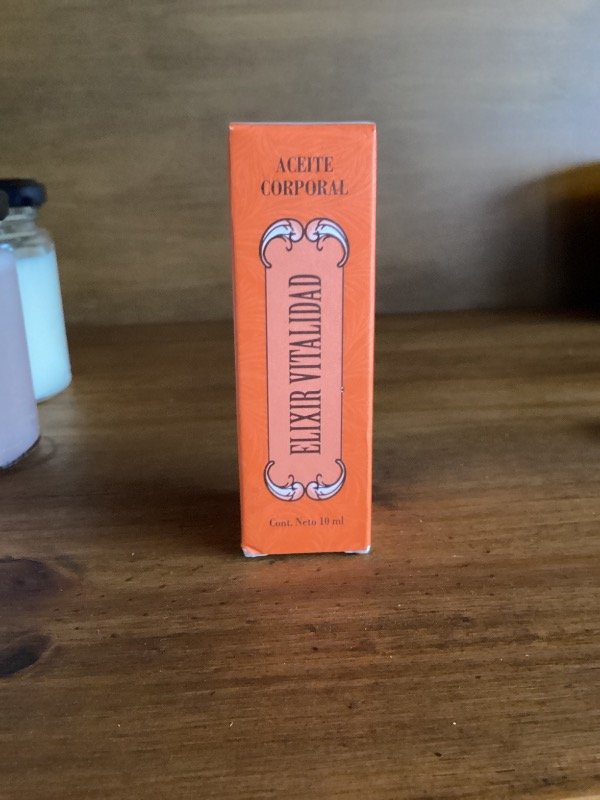 ACEITE
CORPORAL
ELIXIR VITALIDAD
Cont. Neto 10 ml